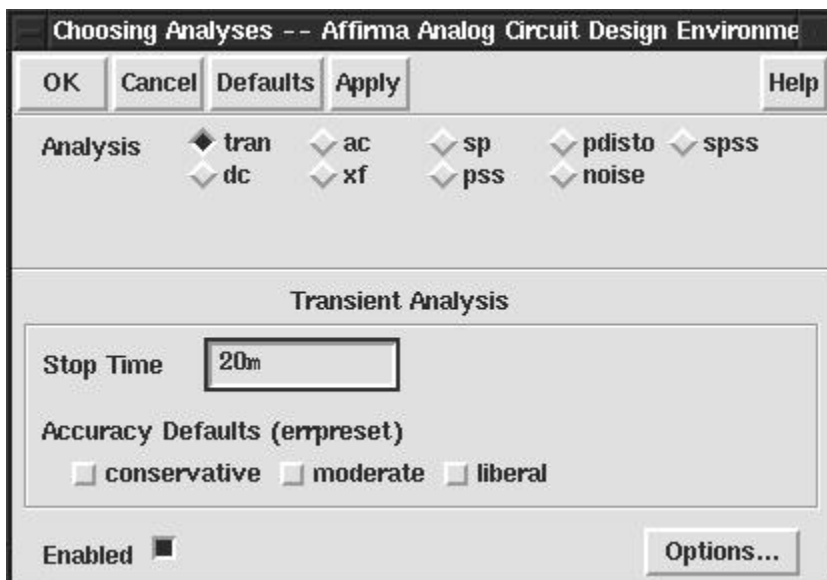 Choosing Analyses -- Affirma Analog Circuit Design Environme
OK Cancel Defaults Apply Help
Analysis tran ac sp pdisto spss
dc xf pss noise
Transient Analysis
Stop Time 20m
Accuracy Defaults (errpreset)
conservative moderate liberal
Enabled Options...